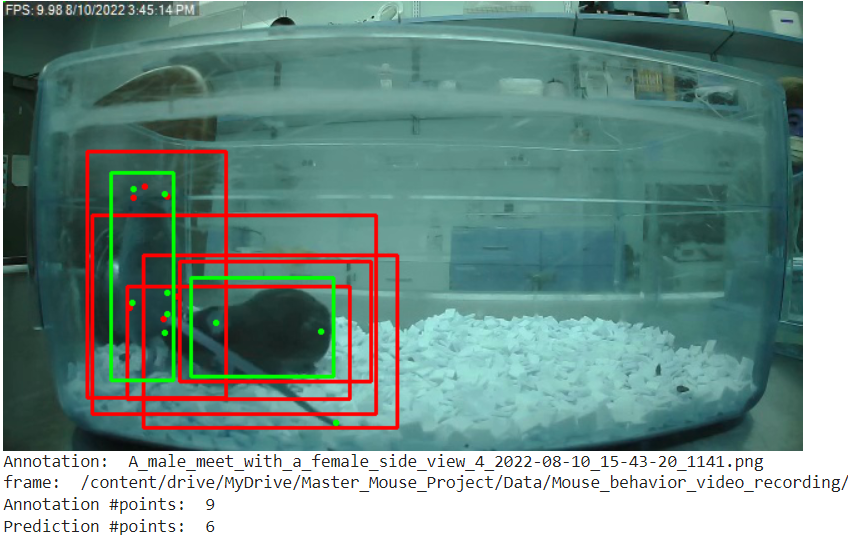 FPS: 9.98 8/10/2022 3:45:14 PM
Annotation:  A_male_meet_with_a_female_side_view_4_2022-08-10_15-43-20_1141.png
frame:  /content/drive/MyDrive/Master_Mouse_Project/Data/Mouse_behavior_video_recording/
Annotation #points:  9
Prediction #points:  6